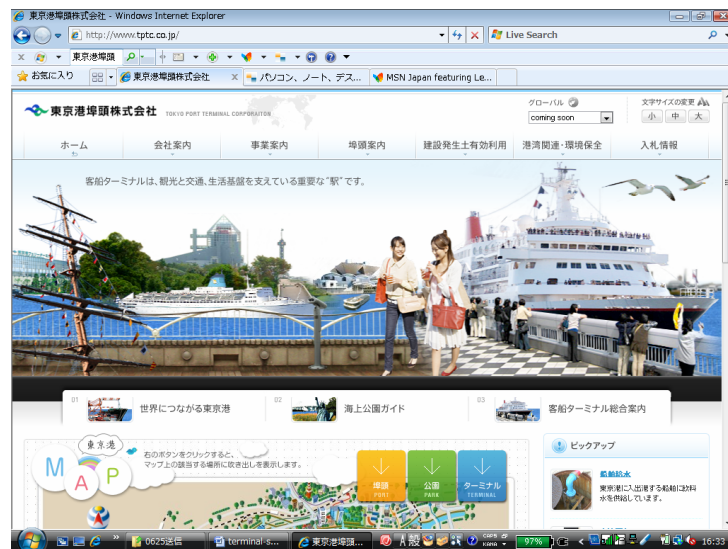 東京港埠頭株式会社 - Windows Internet Explorer
http://www.tptc.co.jp/
Live Search
東京港埠頭
お気に入り
東京港埠頭株式会社
パソコン、ノート、デス...
MSN Japan featuring Le...
東京港埠頭株式会社 TOKYO PORT TERMINAL CORPORAITON
グローバル
文字サイズの変更
coming soon
小 中 大
ホーム 会社案内 事業案内 埠頭案内 建設発生土有効利用 港湾関連・環境保全 入札情報
客船ターミナルは、観光と交通、生活基盤を支えている重要な“駅”です。
01 世界につながる東京港
02 海上公園ガイド
03 客船ターミナル総合案内
東京港
MAP
右のボタンをクリックすると、
マップ上の該当する場所に吹き出しを表示します。
埠頭
PORT
公園
PARK
ターミナル
TERMINAL
ピックアップ
船舶給水
東京港に入出港する船舶に飲料
水を供給しています。
0625送信
terminal-s...
東京港埠頭...
A 般
CAPS
KANA
97%
16:33